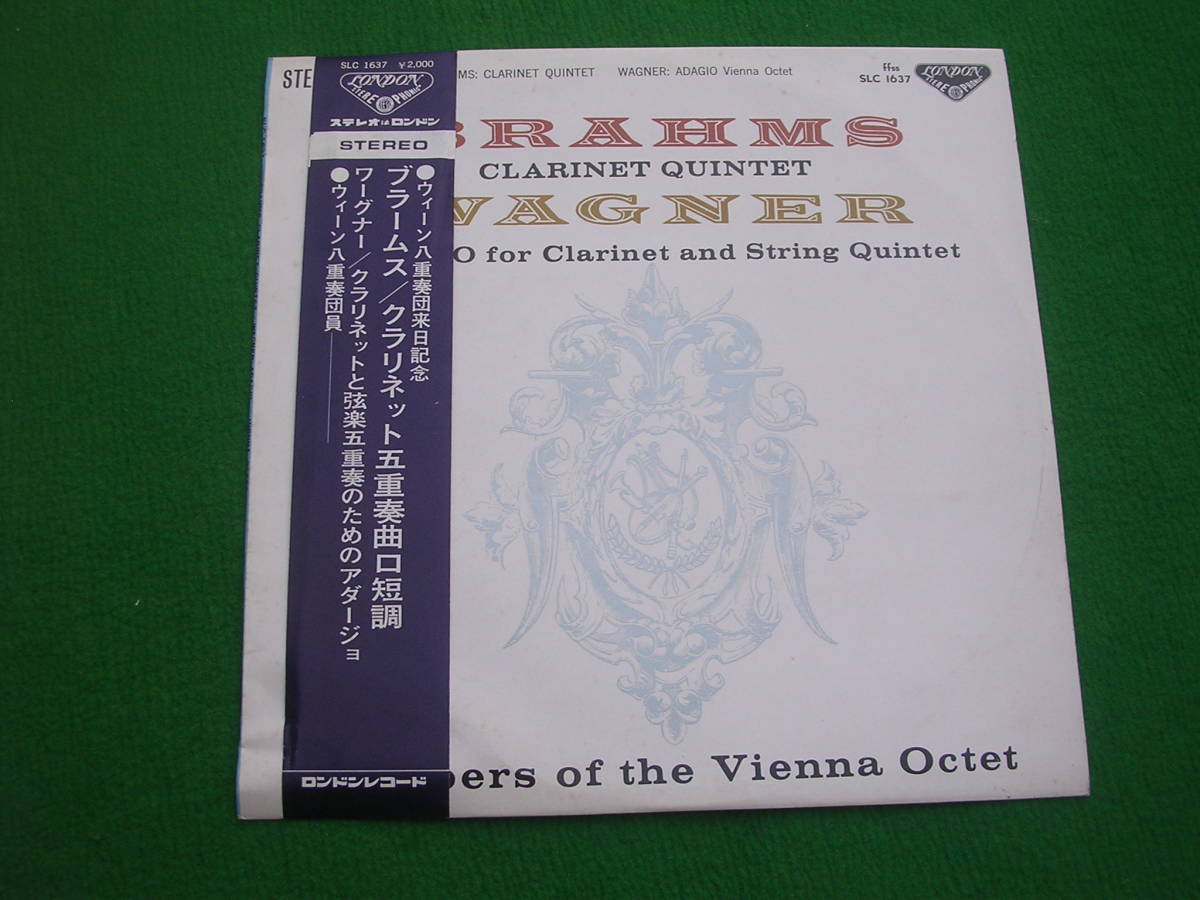 SLC 1637 ¥2,000
LONDON
STEREOPHONIC
ステレオはロンドン
STEREO
●ウィーン八重奏団来日記念
ブラームス/クラリネット五重奏曲ロ短調
ワーグナー/クラリネットと弦楽五重奏のためのアダージョ
●ウィーン八重奏団員
ロンドンレコード
STE
MS: CLARINET QUINTET WAGNER: ADAGIO Vienna Octet
ffss
SLC 1637
LONDON
STEREOPHONIC
BRAHMS
CLARINET QUINTET
WAGNER
O for Clarinet and String Quintet
bers of the Vienna Octet